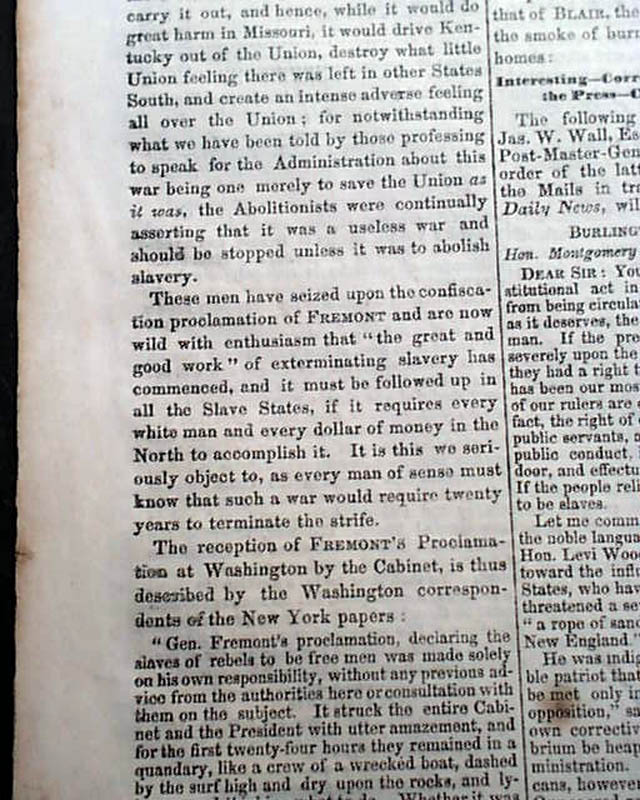 carry it out, and hence, while it would do
great harm in Missouri, it would drive Ken-
tucky out of the Union, destroy what little
Union feeling there was left in other States
South, and create an intense adverse feeling
all over the Union; for notwithstanding
what we have been told by those professing
to speak for the Administration about this
war being one merely to save the Union as
it was, the Abolitionists were continually
asserting that it was a useless war and
should be stopped unless it was to abolish
slavery.
These men have seized upon the confisca-
tion proclamation of FREMONT and are now
wild with enthusiasm that "the great and
good work" of exterminating slavery has
commenced, and it must be followed up in
all the Slave States, if it requires every
white man and every dollar of money in the
North to accomplish it. It is this we seri-
ously object to, as every man of sense must
know that such a war would require twenty
years to terminate the strife.
The reception of FREMONT'S Proclama-
tion at Washington by the Cabinet, is thus
described by the Washington correspon-
dents of the New York papers:
"Gen. Fremont's proclamation, declaring the
slaves of rebels to be free men was made solely
on his own responsibility, without any previous ad-
vice from the authorities here or consultation with
them on the subject. It struck the entire Cabi-
net and the President with utter amazement, and
for the first twenty-four hours they remained in a
quandary, like a crew of a wrecked boat, dashed
by the surf high and dry upon the rocks, and ly-
what to do. Whether it was
that of BLAIR, the
the smoke of burn
homes:
Interesting—Corr
the Press—C
The following
Jas. W. Wall, Es
Post-Master-Gen
order of the latt
the Mails in tr
Daily News, wil
BURLING
Hon. Montgomery
DEAR SIR: You
stitutional act in
from being circula
as it deserves, the
man. If the pre
severely upon the
they had a right t
has been our mos
of our rulers are
fact, the right of
public servants, a
public conduct,
door, and effectu
If the people reli
to be slaves.
Let me comm
the noble langua
Hon. Levi Wood
toward the influ
States, who hav
threatened a se
"a rope of sand
New England"
He was indig
ble patriot that
be met only in
opposition," sa
own corrective
brium be heap
ministration.
cans, however